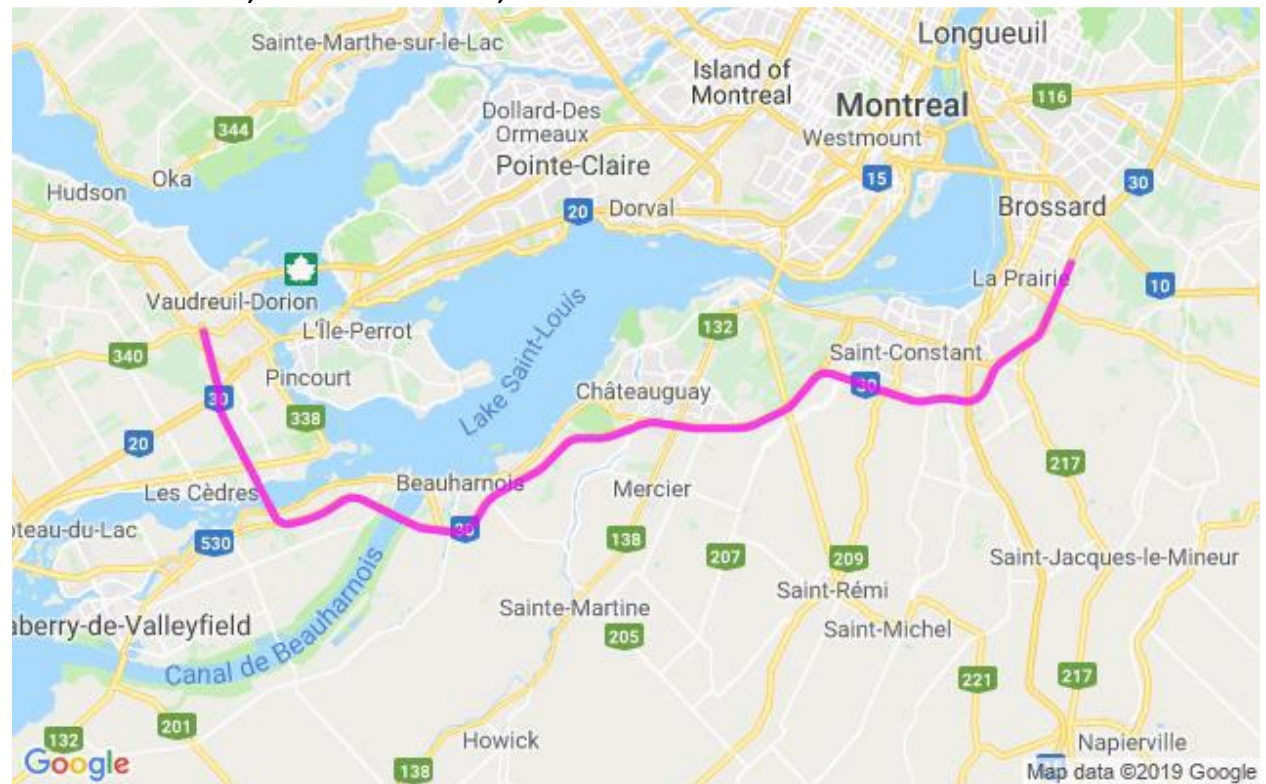 Sainte-Marthe-sur-le-Lac
Longueuil
Island of
Montreal
116
Montreal
344
Dollard-Des
Ormeaux
Westmount
Pointe-Claire
15
30
Oka
Hudson
20
Dorval
Brossard
La Prairie
10
Vaudreuil-Dorion
L'Île-Perrot
132
340
Saint-Constant
Pincourt
30
Lake Saint-Louis
Châteauguay
30
338
20
217
Les Cèdres
Beauharnois
Mercier
oteau-du-Lac
530
30
138
207
209
Saint-Jacques-le-Mineur
Canal de Beauharnois
Saint-Rémi
Sainte-Martine
aberry-de-Valleyfield
205
Saint-Michel
221
217
201
132
Howick
Napierville
Google
138
Map data ©2019 Google